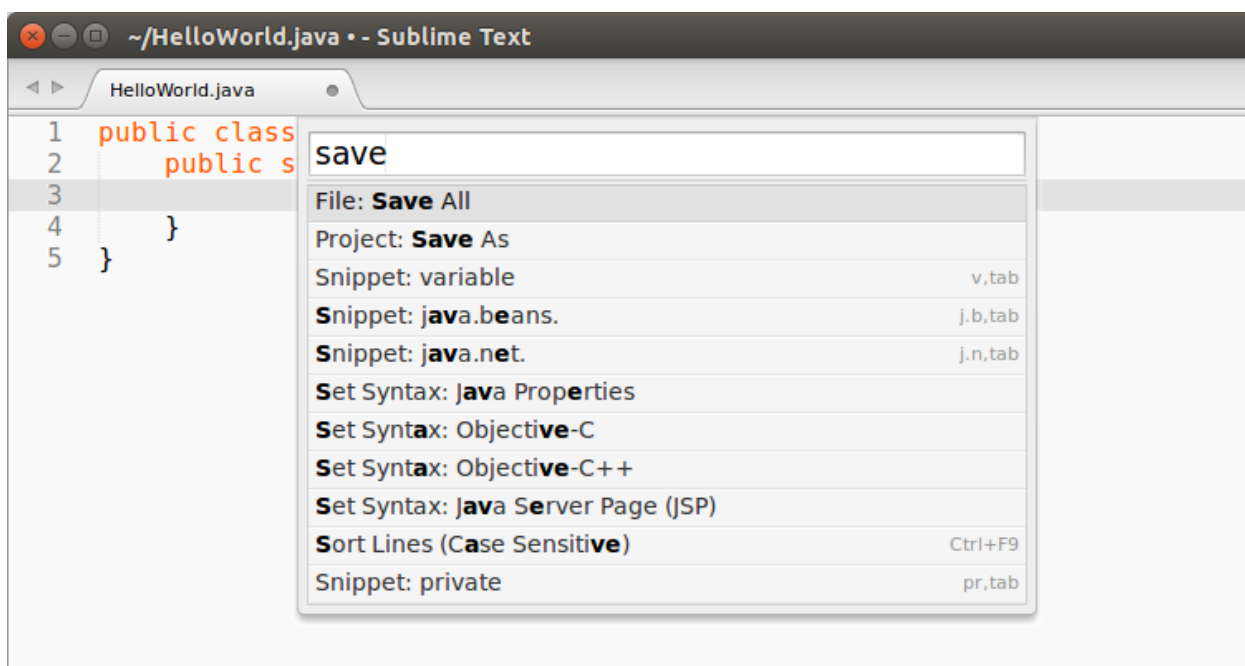 ~/HelloWorld.java • - Sublime Text
HelloWorld.java
1 public class
2 public s
3
4 }
5 }
save
File: Save All
Project: Save As
Snippet: variable v,tab
Snippet: java.beans. j.b,tab
Snippet: java.net. j.n,tab
Set Syntax: Java Properties
Set Syntax: Objective-C
Set Syntax: Objective-C++
Set Syntax: Java Server Page (JSP)
Sort Lines (Case Sensitive) Ctrl+F9
Snippet: private pr,tab